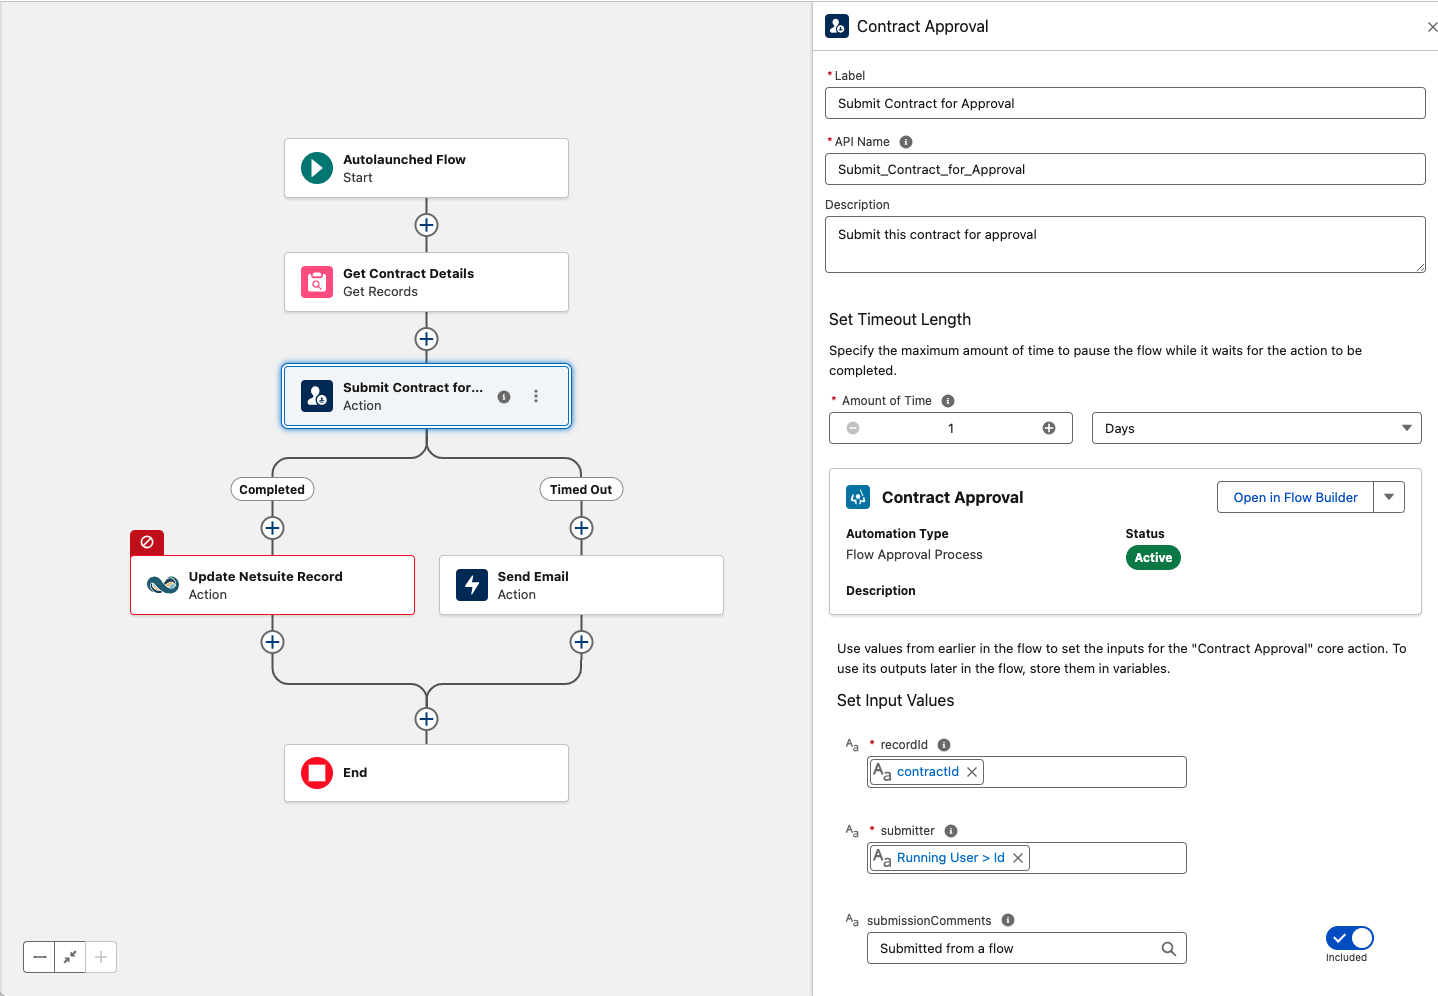 Autolaunched Flow
Start
Get Contract Details
Get Records
Submit Contract for...
Action
Completed
Timed Out
Update Netsuite Record
Action
Send Email
Action
End
Contract Approval
* Label
Submit Contract for Approval
* API Name
Submit_Contract_for_Approval
Description
Submit this contract for approval
Set Timeout Length
Specify the maximum amount of time to pause the flow while it waits for the action to be
completed.
* Amount of Time
1
Days
Contract Approval
Open in Flow Builder
Automation Type
Status
Flow Approval Process
Active
Description
Use values from earlier in the flow to set the inputs for the "Contract Approval" core action. To
use its outputs later in the flow, store them in variables.
Set Input Values
Aa * recordId
Aa contractId
Aa * submitter
Aa Running User > Id
Aa submissionComments
Submitted from a flow
Included